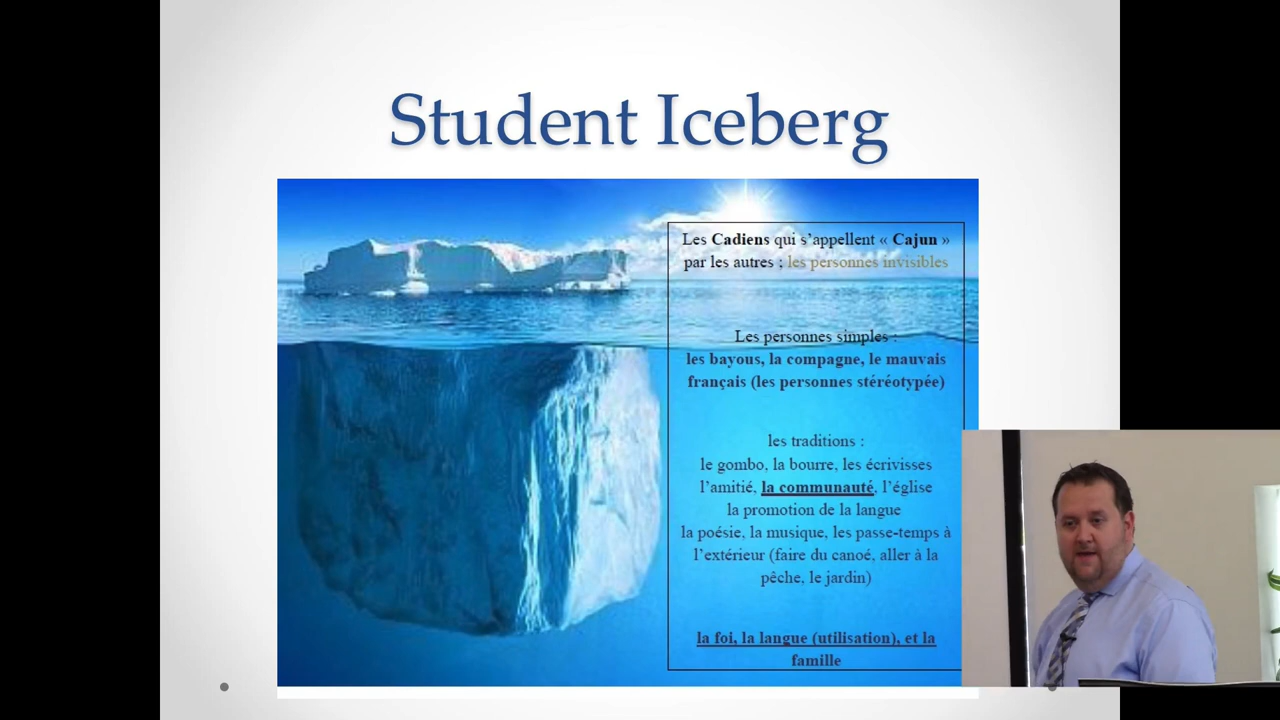 Student Iceberg
Les Cadiens qui s’appellent « Cajun »
par les autres ; les personnes invisibles
Les personnes simples :
les bayous, la compagne, le mauvais
français (les personnes stéréotypée)
les traditions :
le gombo, la bourre, les écrivisses
l’amitié, la communauté, l’église
la promotion de la langue
la poésie, la musique, les passe-temps à
l’extérieur (faire du canoé, aller à la
pêche, le jardin)
la foi, la langue (utilisation), et la
famille